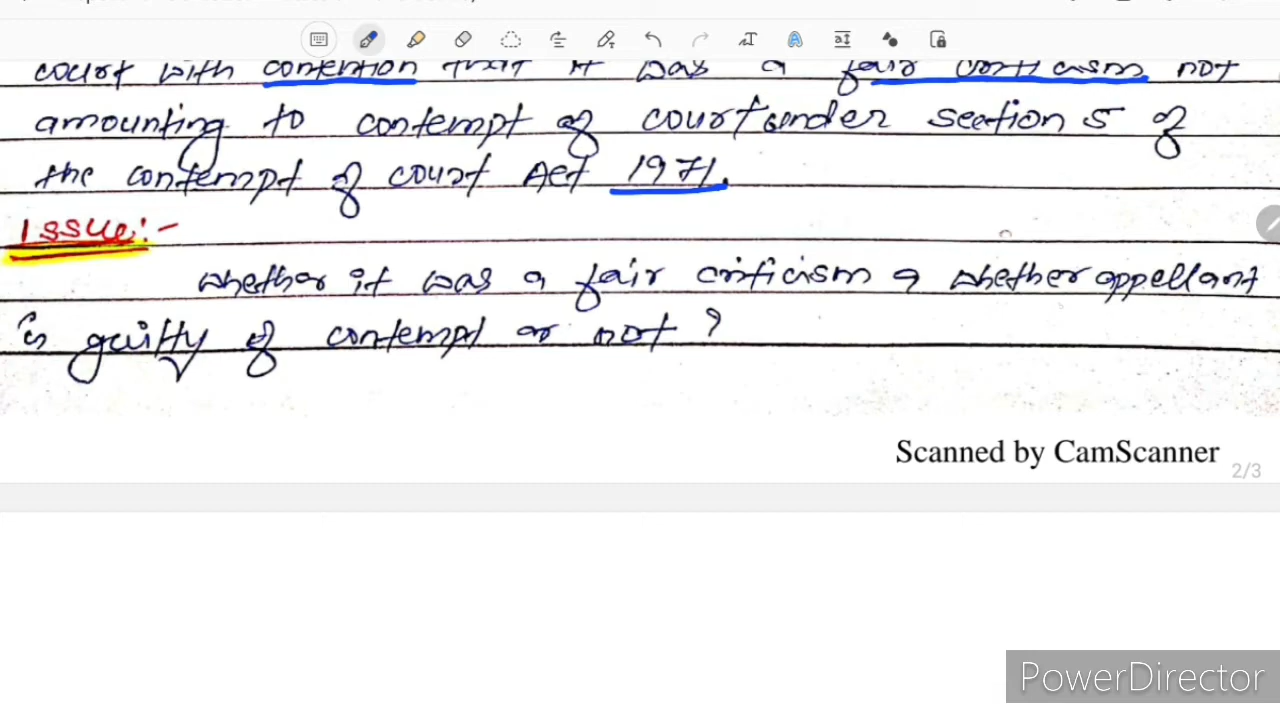 court with contention that it was a fair criticism not
amounting to contempt of court under section 5 of
the contempt of court Act 1971.
Issue:-
whether it was a fair criticism & whether appellant
is guilty of contempt or not?
Scanned by CamScanner
2/3
PowerDirector